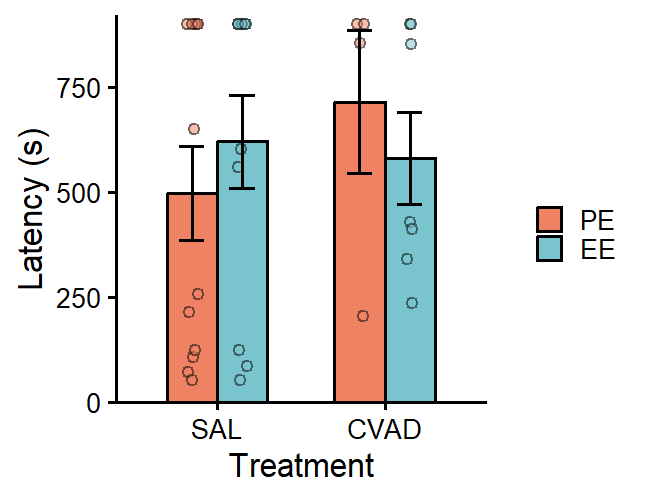 Latency (s)
750
500
250
0
SAL
CVAD
Treatment
PE
EE